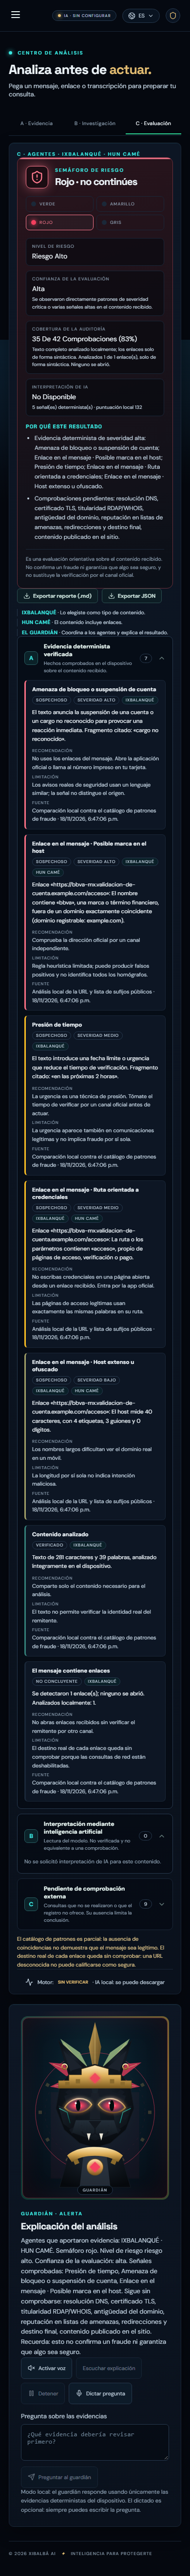 IA · SIN CONFIGURAR
ES
CENTRO DE ANÁLISIS
Analiza antes de actuar.
Pega un mensaje, enlace o transcripción para preparar tu
consulta.
A · Evidencia
B · Investigación
C · Evaluación
C · AGENTES · IXBALANQUÉ · HUN CAMÉ
SEMÁFORO DE RIESGO
Rojo · no continúes
VERDE
AMARILLO
ROJO
GRIS
NIVEL DE RIESGO
Riesgo Alto
CONFIANZA DE LA EVALUACIÓN
Alta
Se observaron directamente señales de severidad
crítica o varias señales altas en el contenido.
COBERTURA DE LA AUDITORÍA
35 De 42 Comprobaciones (83%)
Texto completo analizado localmente; los enlaces solo
de forma sintáctica. Analizados 1 de 1 enlace(s), solo de
forma sintáctica. Ninguno se abrió.
INTERPRETACIÓN DE IA
No Disponible
5 señal(es) determinista(s) · puntuación local 132
POR QUÉ ESTE RESULTADO
• Evidencia determinista de severidad alta:
Amenaza de bloqueo o suspensión de cuenta;
Enlace en el mensaje · Posible marca en el host;
Presión de tiempo; Enlace en el mensaje · Ruta
orientada a credenciales; Enlace en el mensaje ·
Host extenso u ofuscado.
• Comprobaciones pendientes: resolución DNS,
certificado TLS, titularidad RDAP/WHOIS,
antigüedad del dominio, reputación en listas de
amenazas, redirecciones y destino final,
contenido publicado en el sitio.
Es una evaluación orientativa sobre el contenido recibido.
No confirma un fraude ni garantiza que algo sea seguro, y
no sustituye la verificación por el canal oficial.
Exportar reporte (.md)
Exportar JSON
IXBALANQUÉ · Lo elegiste como tipo de contenido.
HUN CAMÉ · El contenido incluye enlaces.
EL GUARDIÁN · Coordina a los agentes y explica el resultado.
A
Evidencia determinista
verificada
Hechos comprobados en el dispositivo
sobre el contenido recibido.
7
Amenaza de bloqueo o suspensión de cuenta
SOSPECHOSO
SEVERIDAD ALTO
IXBALANQUÉ
El texto anuncia la suspensión de una cuenta o
un cargo no reconocido para provocar una
reacción inmediata. Fragmento citado: «cargo no
reconocido».
RECOMENDACIÓN
No uses los enlaces del mensaje. Abre la aplicación
oficial o llama al número impreso en tu tarjeta.
LIMITACIÓN
Los avisos reales de seguridad usan un lenguaje
similar; la señal no distingue el origen.
FUENTE
Comparación local contra el catálogo de patrones
de fraude · 18/11/2026, 6:47:06 p.m.
Enlace en el mensaje · Posible marca en el
host
SOSPECHOSO
SEVERIDAD ALTO
IXBALANQUÉ
HUN CAMÉ
Enlace «https://bbva-mx.validacion-de-
cuenta.example.com/acceso»: El host nombre
contiene «bbva», una marca o término financiero,
fuera de un dominio exactamente coincidente
(dominio registrable: example.com).
RECOMENDACIÓN
Comprueba la dirección oficial por un canal
independiente.
LIMITACIÓN
Regla heurística limitada; puede producir falsos
positivos y no identificar todos los homógrafos.
FUENTE
Análisis local de la URL y lista de sufijos públicos ·
18/11/2026, 6:47:06 p.m.
Presión de tiempo
SOSPECHOSO
SEVERIDAD MEDIO
IXBALANQUÉ
El texto introduce una fecha límite o urgencia
que reduce el tiempo de verificación. Fragmento
citado: «en las próximas 2 horas».
RECOMENDACIÓN
La urgencia es una técnica de presión. Tómate el
tiempo de verificar por un canal oficial antes de
actuar.
LIMITACIÓN
La urgencia aparece también en comunicaciones
legítimas y no implica fraude por sí sola.
FUENTE
Comparación local contra el catálogo de patrones
de fraude · 18/11/2026, 6:47:06 p.m.
Enlace en el mensaje · Ruta orientada a
credenciales
SOSPECHOSO
SEVERIDAD MEDIO
IXBALANQUÉ
HUN CAMÉ
Enlace «https://bbva-mx.validacion-de-
cuenta.example.com/acceso»: La ruta o los
parámetros contienen «acceso», propio de
páginas de acceso, verificación o pago.
RECOMENDACIÓN
No escribas credenciales en una página abierta
desde un enlace recibido. Entra por la app oficial.
LIMITACIÓN
Las páginas de acceso legítimas usan
exactamente las mismas palabras en su ruta.
FUENTE
Análisis local de la URL y lista de sufijos públicos ·
18/11/2026, 6:47:06 p.m.
Enlace en el mensaje · Host extenso u
ofuscado
SOSPECHOSO
SEVERIDAD BAJO
IXBALANQUÉ
HUN CAMÉ
Enlace «https://bbva-mx.validacion-de-
cuenta.example.com/acceso»: El host mide 40
caracteres, con 4 etiquetas, 3 guiones y 0
dígitos.
RECOMENDACIÓN
Los nombres largos dificultan ver el dominio real
en un móvil.
LIMITACIÓN
La longitud por sí sola no indica intención
maliciosa.
FUENTE
Análisis local de la URL y lista de sufijos públicos ·
18/11/2026, 6:47:06 p.m.
Contenido analizado
VERIFICADO
IXBALANQUÉ
Texto de 281 caracteres y 39 palabras, analizado
íntegramente en el dispositivo.
RECOMENDACIÓN
Comparte solo el contenido necesario para el
análisis.
LIMITACIÓN
El texto no permite verificar la identidad real del
remitente.
FUENTE
Comparación local contra el catálogo de patrones
de fraude · 18/11/2026, 6:47:06 p.m.
El mensaje contiene enlaces
NO CONCLUYENTE
IXBALANQUÉ
Se detectaron 1 enlace(s); ninguno se abrió.
Analizados localmente: 1.
RECOMENDACIÓN
No abras enlaces recibidos sin verificar el
remitente por otro canal.
LIMITACIÓN
El destino real de cada enlace queda sin
comprobar porque las consultas de red están
deshabilitadas.
FUENTE
Comparación local contra el catálogo de patrones
de fraude · 18/11/2026, 6:47:06 p.m.
B
Interpretación mediante
inteligencia artificial
Lectura del modelo. No verificada y no
equivalente a una comprobación.
0
No se solicitó interpretación de IA para este contenido.
C
Pendiente de comprobación
externa
Consultas que no se realizaron o que el
registro no ofrece. Su ausencia limita la
conclusión.
9
El catálogo de patrones es parcial: la ausencia de
coincidencias no demuestra que el mensaje sea legítimo. El
destino real de cada enlace queda sin comprobar: una URL
desconocida no puede calificarse como segura.
Motor:
SIN VERIFICAR
· IA local: se puede descargar
GUARDIÁN
GUARDIÁN · ALERTA
Explicación del análisis
Agentes que aportaron evidencia: IXBALANQUÉ ·
HUN CAMÉ. Semáforo rojo. Nivel de riesgo riesgo
alto. Confianza de la evaluación: alta. Señales
comprobadas: Presión de tiempo, Amenaza de
bloqueo o suspensión de cuenta, Enlace en el
mensaje · Posible marca en el host. Sigue sin
comprobarse: resolución DNS, certificado TLS,
titularidad RDAP/WHOIS, antigüedad del dominio,
reputación en listas de amenazas, redirecciones y
destino final, contenido publicado en el sitio.
Recuerda: esto no confirma un fraude ni garantiza
que algo sea seguro.
Activar voz
Escuchar explicación
Detener
Dictar pregunta
Pregunta sobre las evidencias
¿Qué evidencia debería revisar
primero?
Preguntar al guardián
Modo local: el guardián responde usando únicamente las
evidencias deterministas del análisis. El dictado es
opcional: siempre puedes escribir la pregunta.
© 2026 XIBALBÁ AI
INTELIGENCIA PARA PROTEGERTE